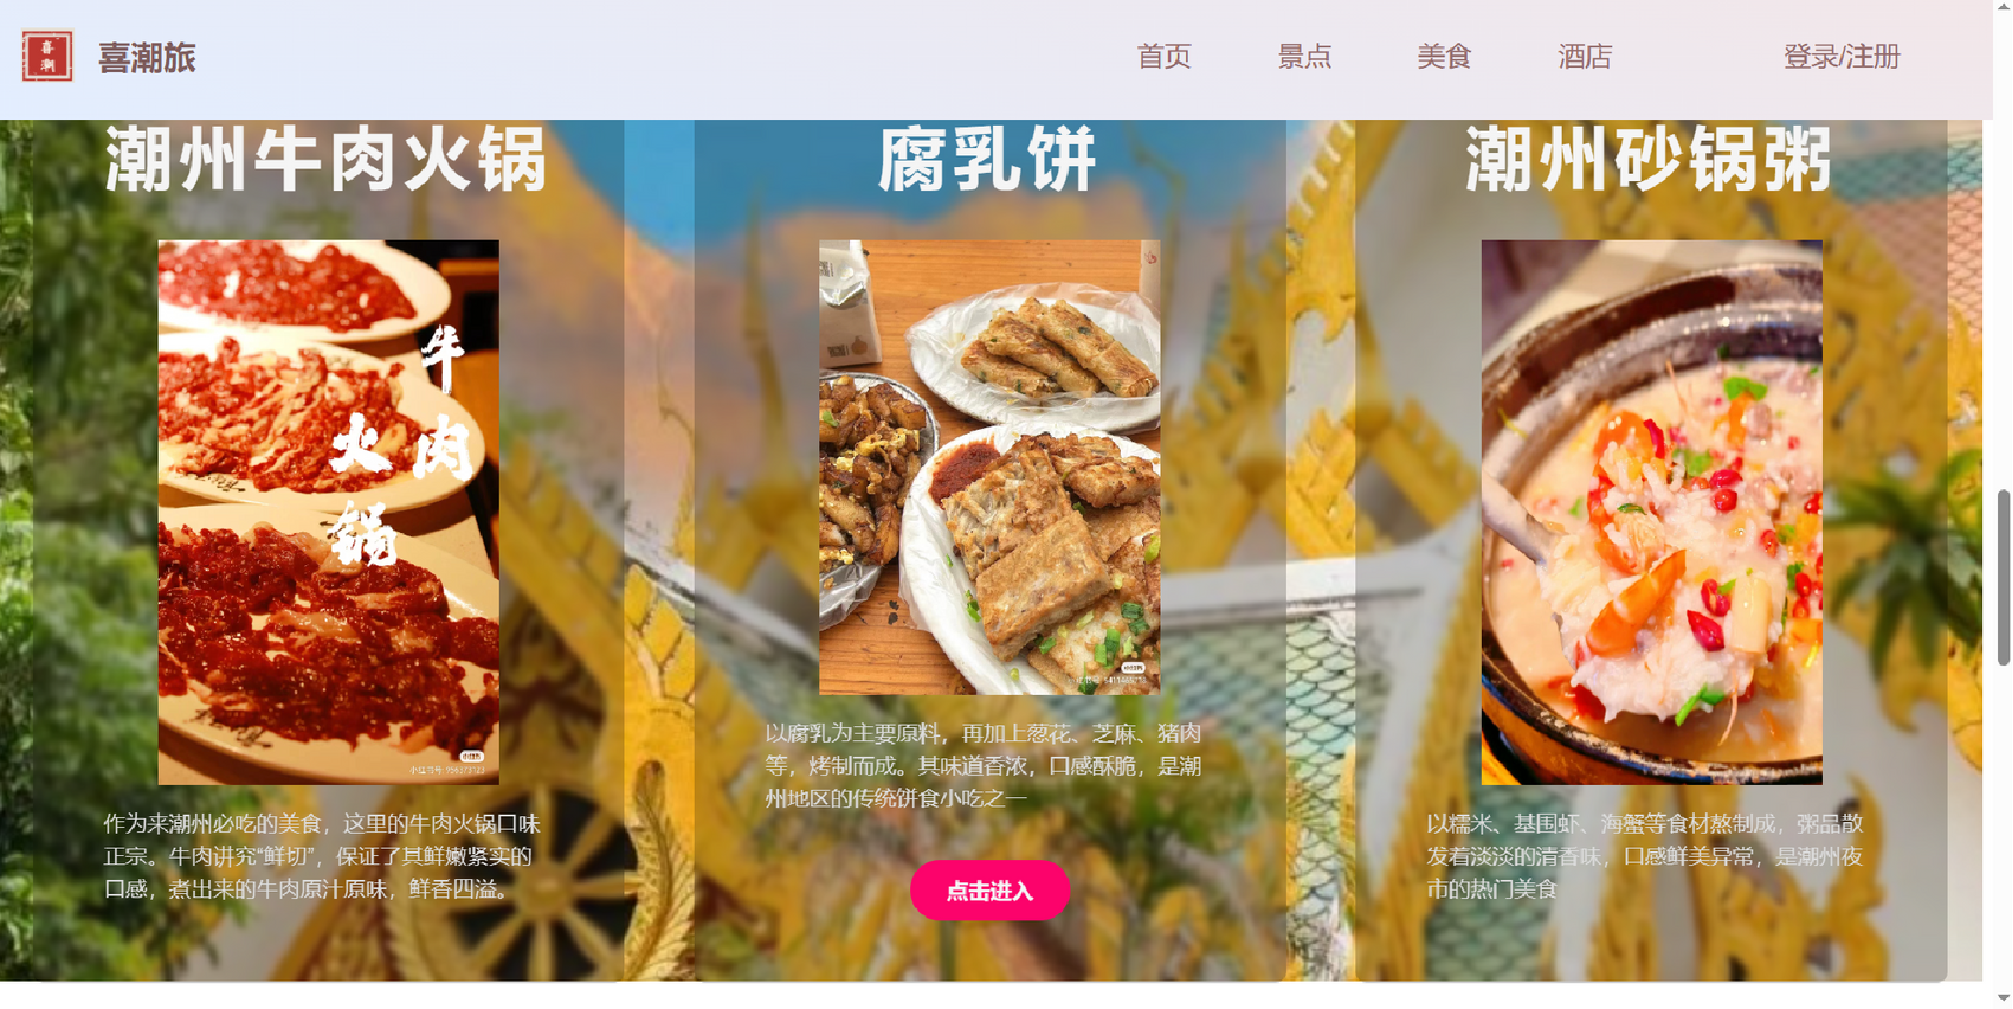 喜潮
喜潮旅
首页
景点
美食
酒店
登录/注册
潮州牛肉火锅
牛肉
火锅
作为来潮州必吃的美食，这里的牛肉火锅口味
正宗。牛肉讲究“鲜切”，保证了其鲜嫩紧实的
口感，煮出来的牛肉原汁原味，鲜香四溢。
腐乳饼
以腐乳为主要原料，再加上葱花、芝麻、猪肉
等，烤制而成。其味道香浓，口感酥脆，是潮
州地区的传统饼食小吃之一
点击进入
潮州砂锅粥
以糯米、基围虾、海蟹等食材熬制成，粥品散
发着淡淡的清香味，口感鲜美异常，是潮州夜
市的热门美食